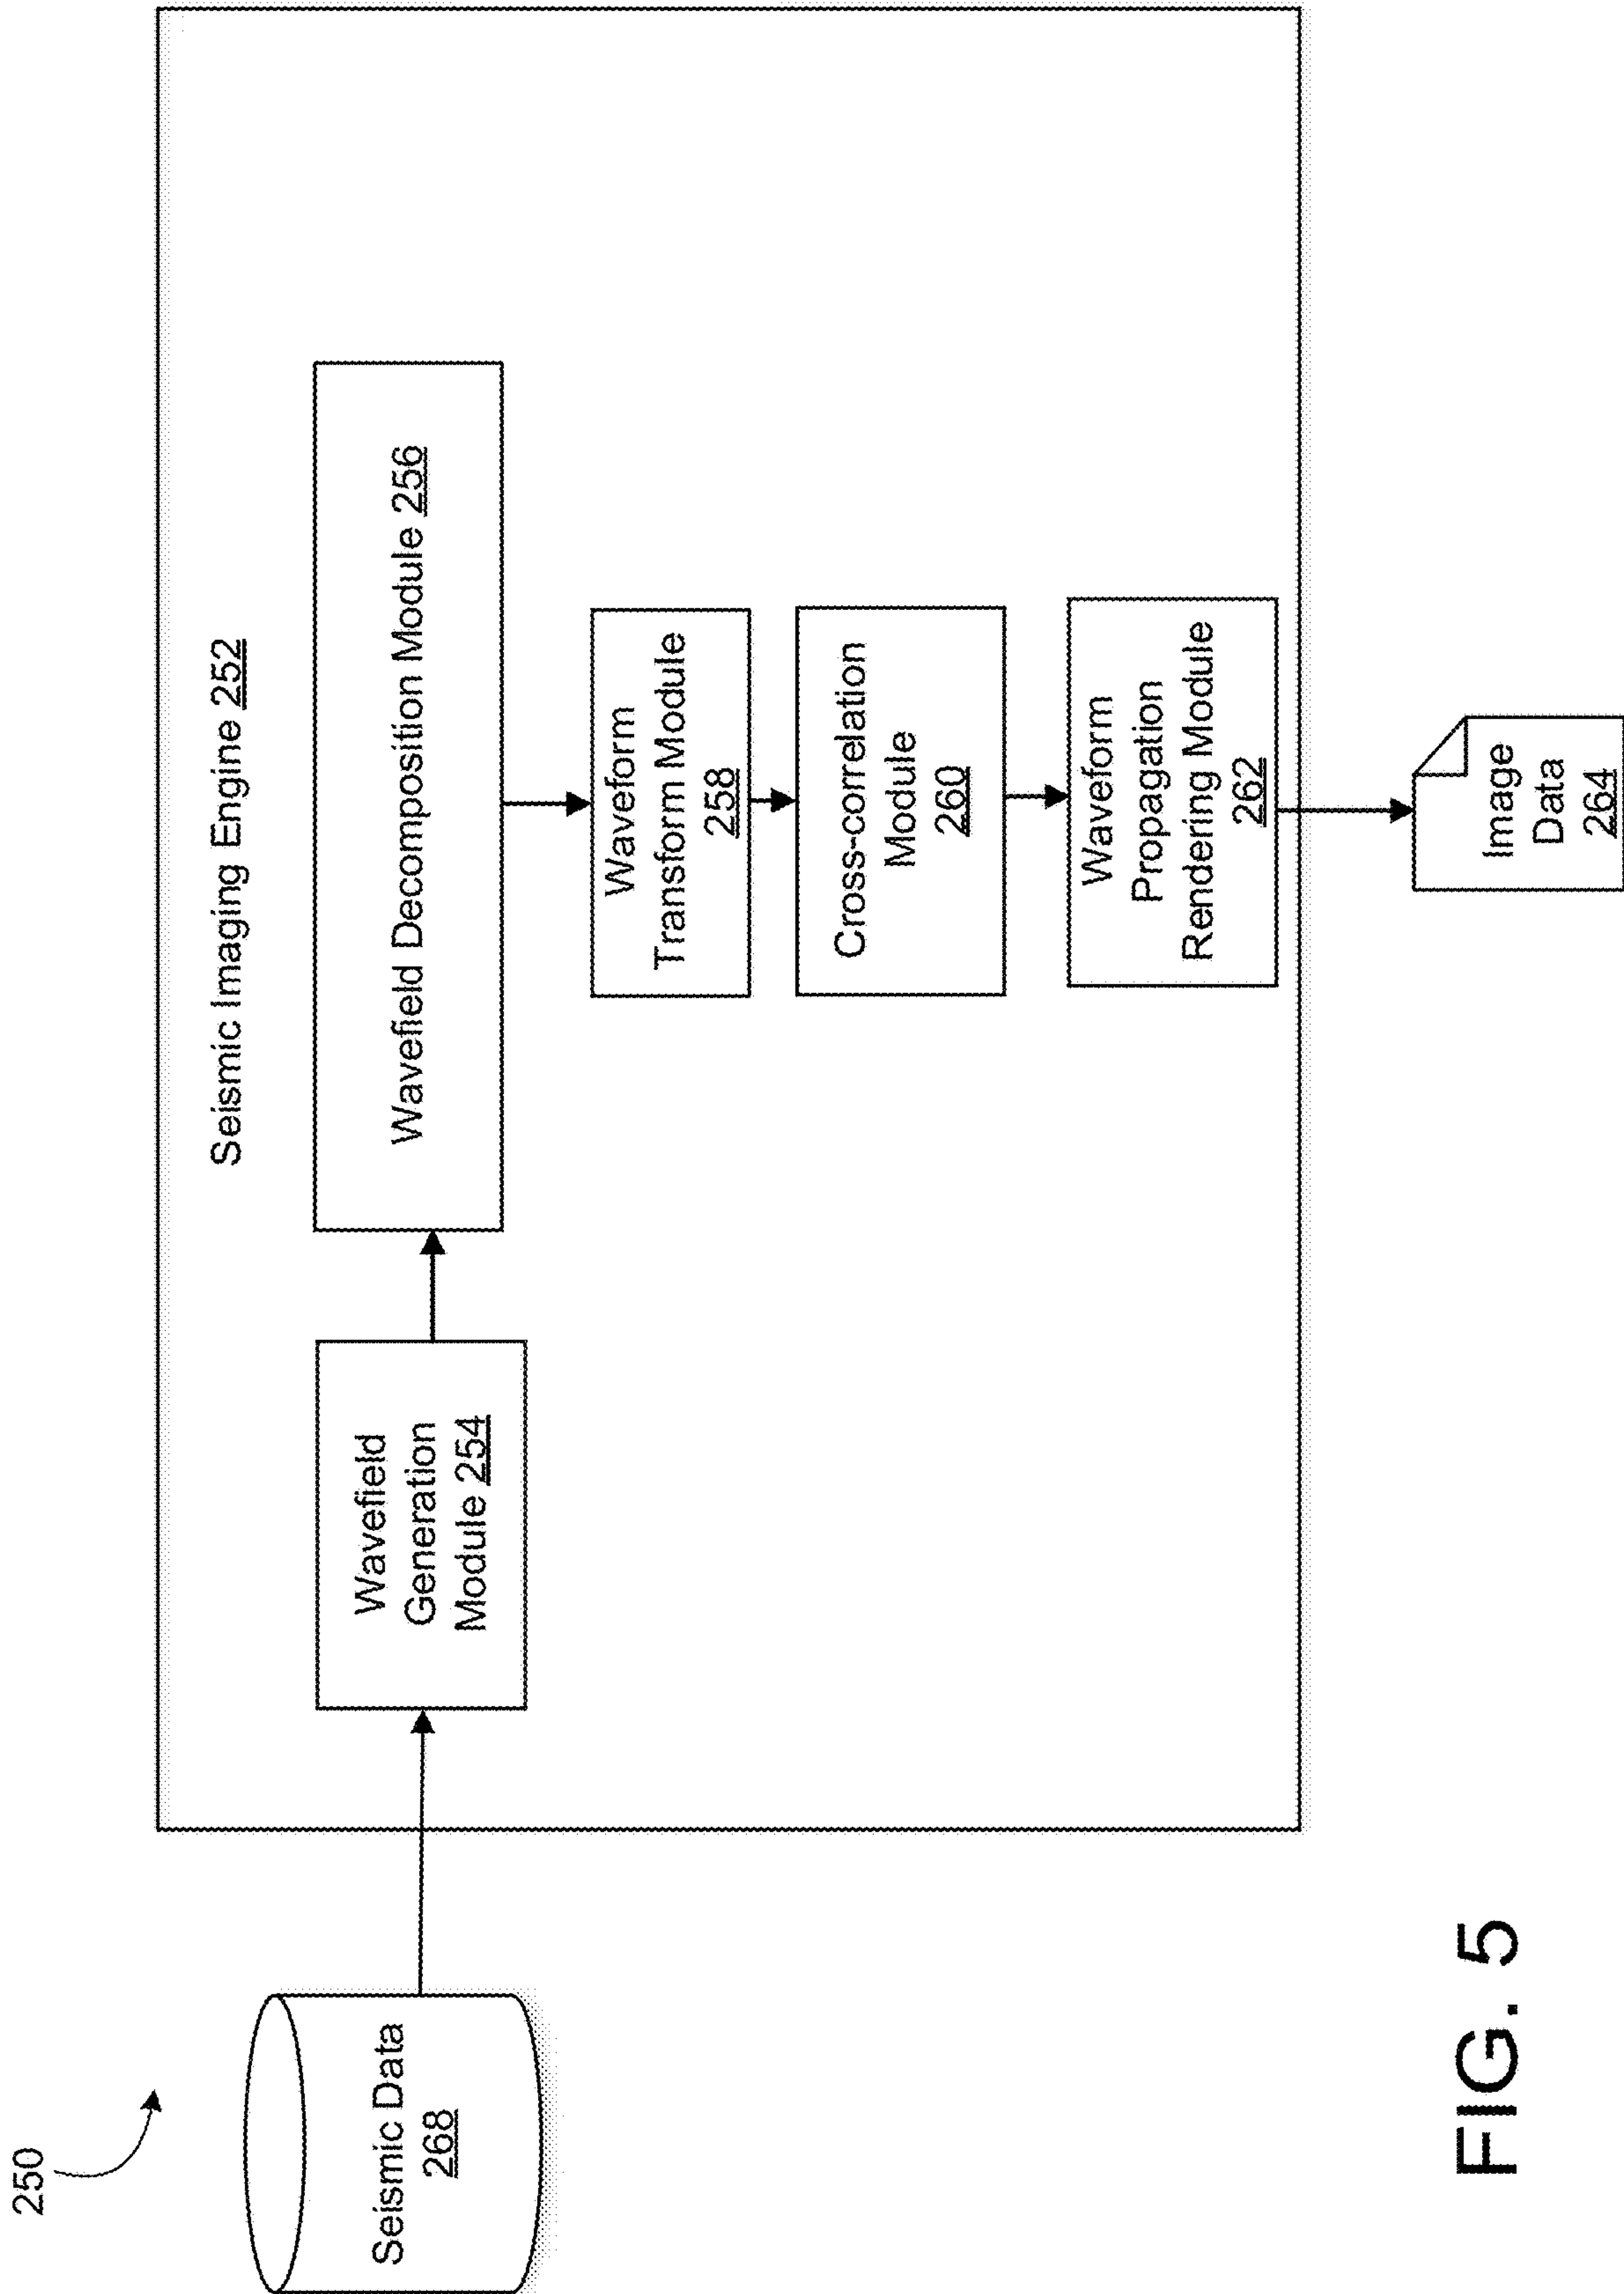 250
Seismic Data
268
Seismic Imaging Engine 252
Wavefield
Generation
Module 254
Wavefield Decomposition Module 256
Waveform
Transform Module
258
Cross-correlation
Module
260
Waveform
Propagation
Rendering Module
262
Image
Data
264
FIG. 5